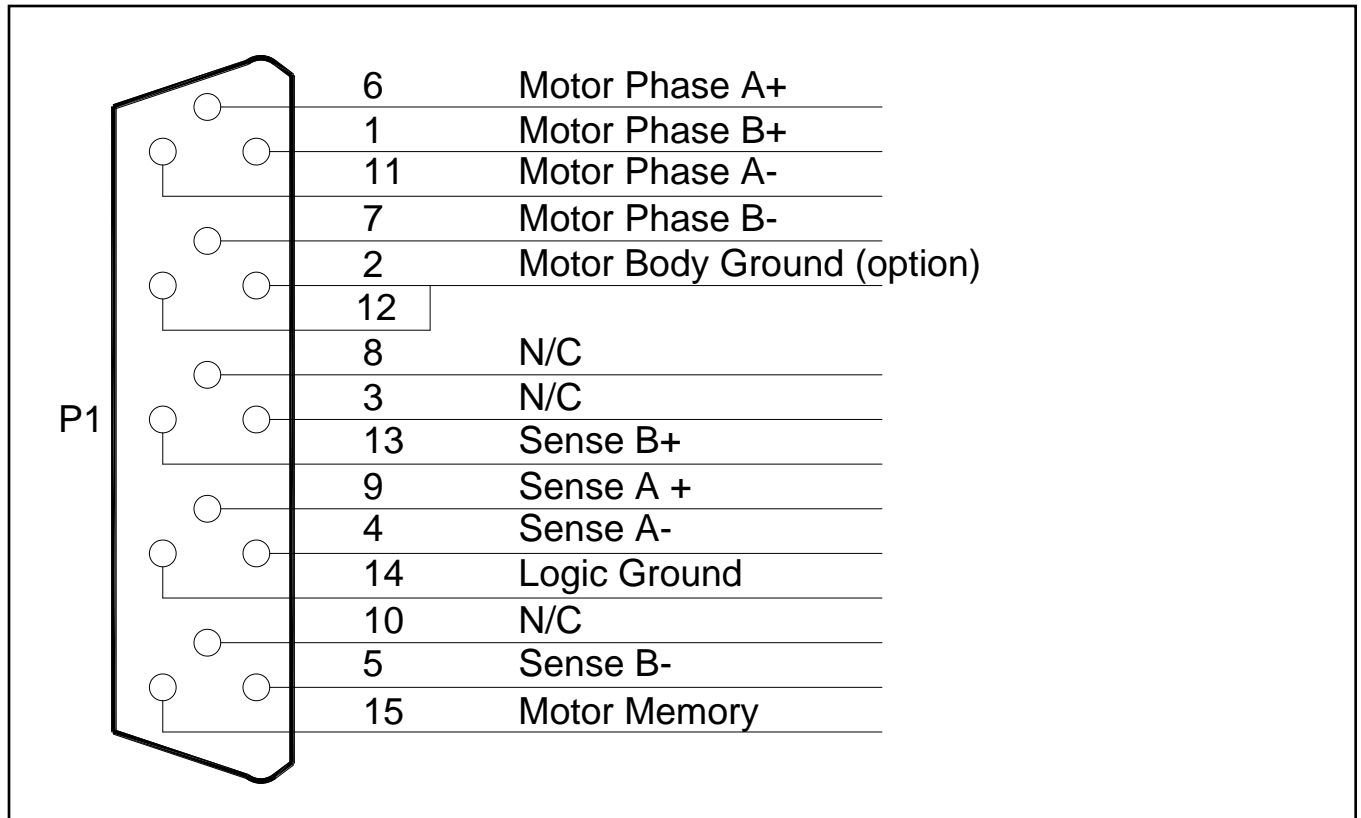 6 Motor Phase A+
1 Motor Phase B+
11 Motor Phase A-
7 Motor Phase B-
2 Motor Body Ground (option)
12
8 N/C
3 N/C
P1
13 Sense B+
9 Sense A +
4 Sense A-
14 Logic Ground
10 N/C
5 Sense B-
15 Motor Memory